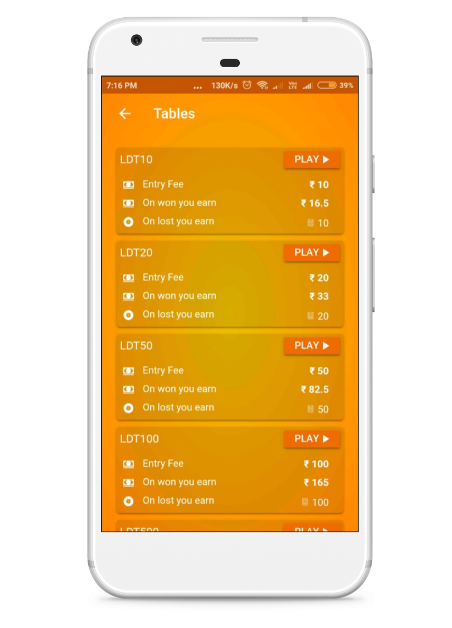 7:16 PM ... 130K/s Vo) LTE 39%
Tables
LDT10 PLAY
Entry Fee ₹ 10
On won you earn ₹ 16.5
On lost you earn 10
LDT20 PLAY
Entry Fee ₹ 20
On won you earn ₹ 33
On lost you earn 20
LDT50 PLAY
Entry Fee ₹ 50
On won you earn ₹ 82.5
On lost you earn 50
LDT100 PLAY
Entry Fee ₹ 100
On won you earn ₹ 165
On lost you earn 100
LDT500 PLAY